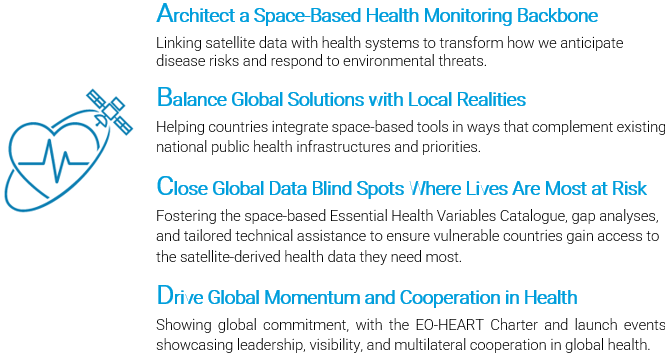 Architect a Space-Based Health Monitoring Backbone
Linking satellite data with health systems to transform how we anticipate
disease risks and respond to environmental threats.
Balance Global Solutions with Local Realities
Helping countries integrate space-based tools in ways that complement existing
national public health infrastructures and priorities.
Close Global Data Blind Spots Where Lives Are Most at Risk
Fostering the space-based Essential Health Variables Catalogue, gap analyses,
and tailored technical assistance to ensure vulnerable countries gain access to
the satellite-derived health data they need most.
Drive Global Momentum and Cooperation in Health
Showing global commitment, with the EO-HEART Charter and launch events
showcasing leadership, visibility, and multilateral cooperation in global health.